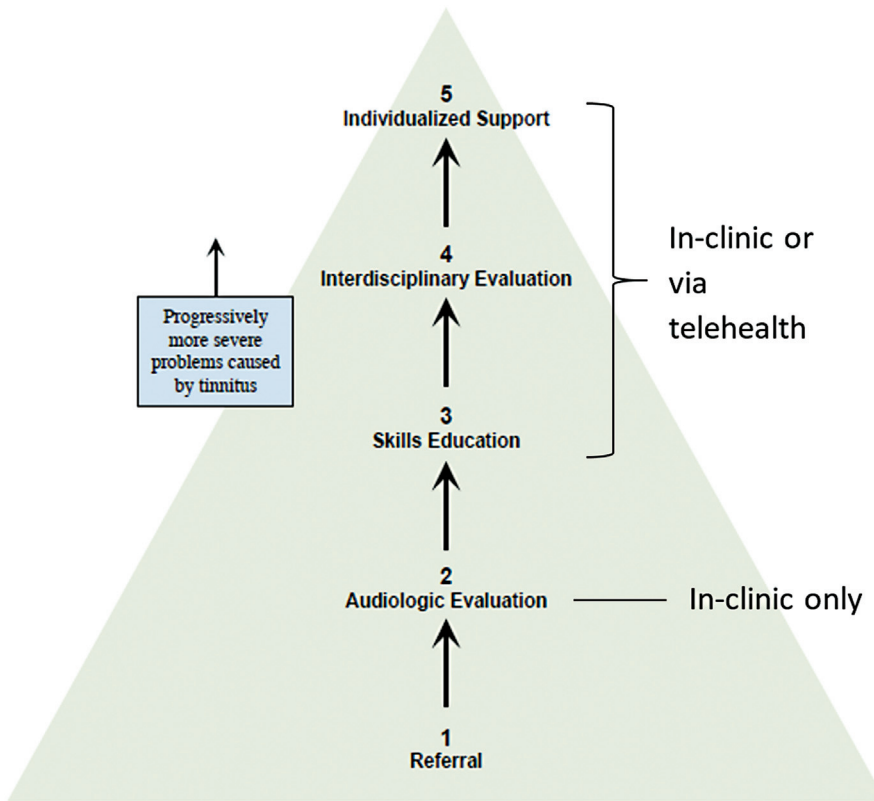 5
Individualized Support
4
Interdisciplinary Evaluation
3
Skills Education
2
Audiologic Evaluation
1
Referral
Progressively
more severe
problems caused
by tinnitus
In-clinic or
via
telehealth
In-clinic only